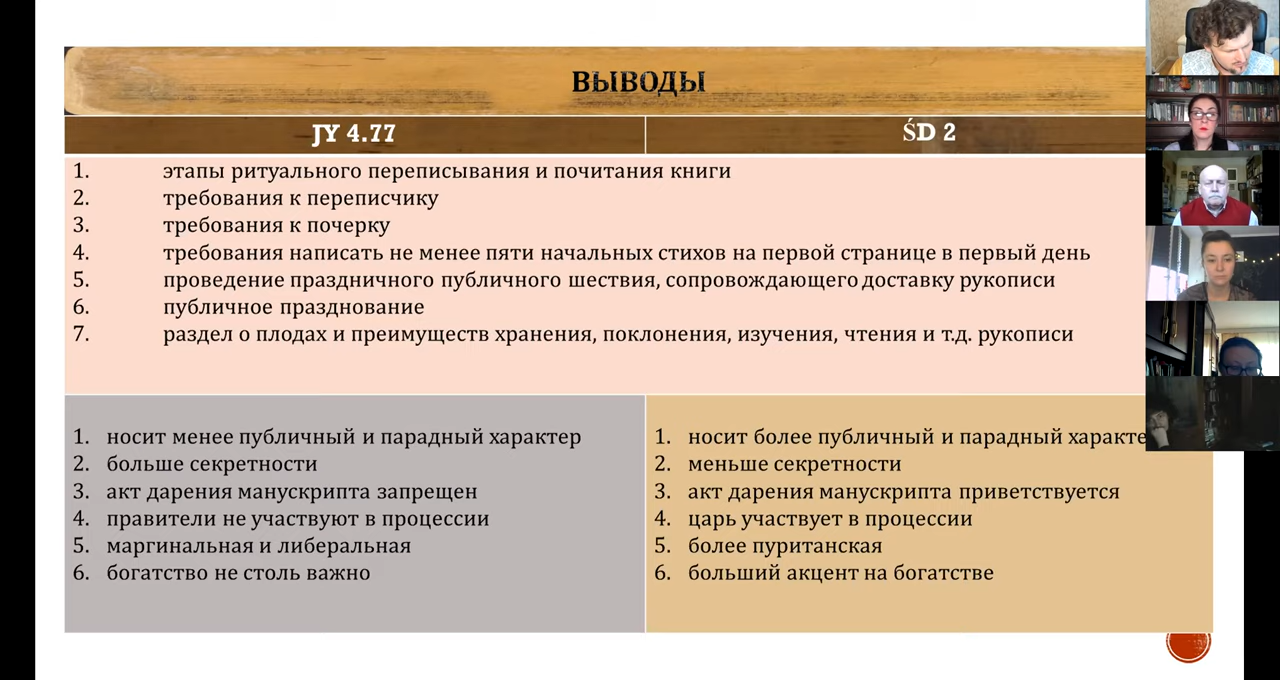 ВЫВОДЫ
JY 4.77
ŚD 2
1. этапы ритуального переписывания и почитания книги
2. требования к переписчику
3. требования к почерку
4. требования написать не менее пяти начальных стихов на первой странице в первый день
5. проведение праздничного публичного шествия, сопровождающего доставку рукописи
6. публичное празднование
7. раздел о плодах и преимуществ хранения, поклонения, изучения, чтения и т.д. рукописи
1. носит менее публичный и парадный характер
2. больше секретности
3. акт дарения манускрипта запрещен
4. правители не участвуют в процессии
5. маргинальная и либеральная
6. богатство не столь важно
1. носит более публичный и парадный характе
2. меньше секретности
3. акт дарения манускрипта приветствуется
4. царь участвует в процессии
5. более пуританская
6. больший акцент на богатстве